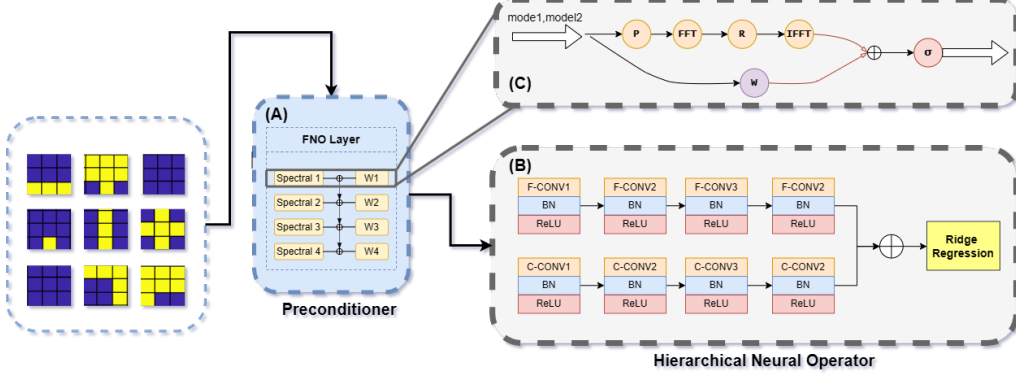 mode1,model2
P
FFT
R
IFFT
W
σ
(C)
(A)
FNO Layer
Spectral 1
W1
Spectral 2
W2
Spectral 3
W3
Spectral 4
W4
Preconditioner
(B)
F-CONV1
F-CONV2
F-CONV3
F-CONV2
BN
BN
BN
BN
ReLU
ReLU
ReLU
ReLU
C-CONV1
C-CONV2
C-CONV3
C-CONV2
BN
BN
BN
BN
ReLU
ReLU
ReLU
ReLU
Ridge
Regression
Hierarchical Neural Operator